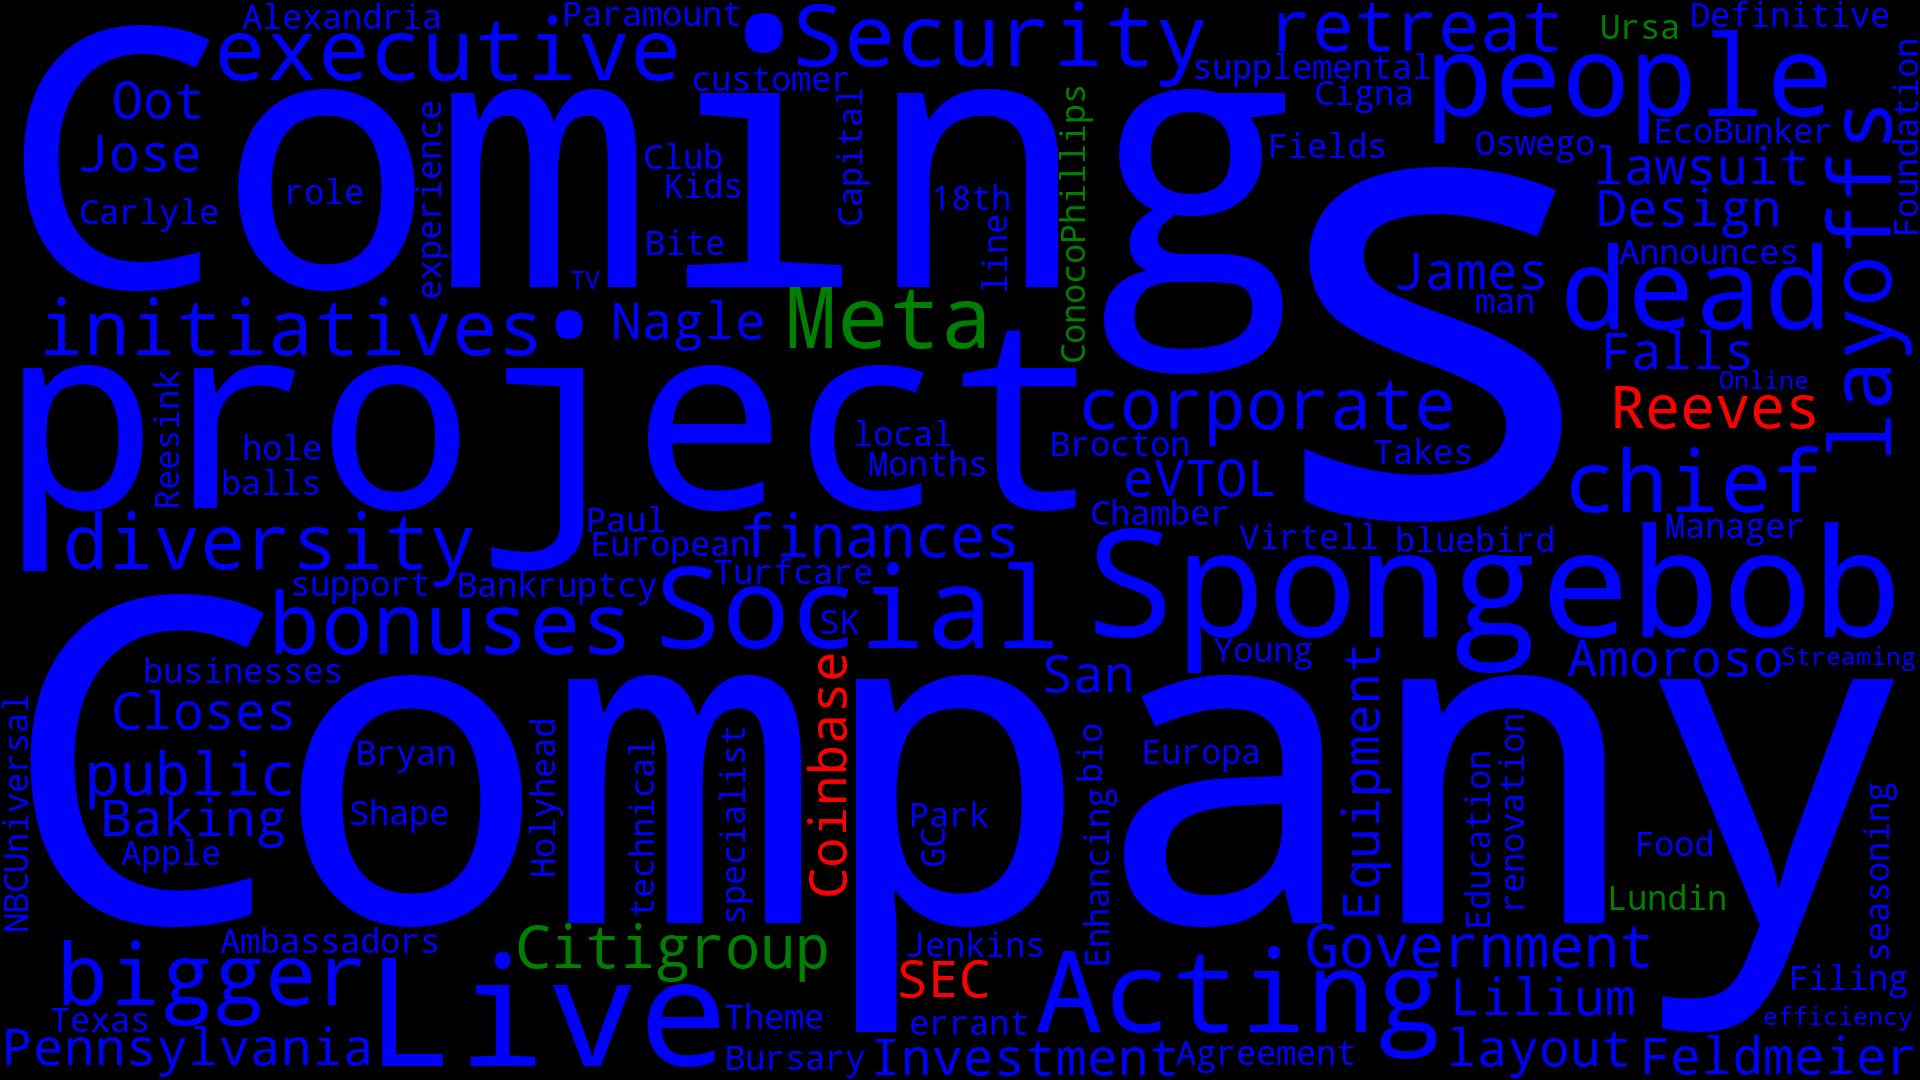 Alexandria
Paramount
Security
retreat
Ursa
Definitive
executive
customer
supplemental
people
Foundation
Coming
s
Oot
Jose
role
Carlyle
experience
Club
Kids
Bite
TV
Capital
18th
line
ConocoPhillips
Cigna
Fields
Oswego
EcoBunker
lawsuit
Design
Announces
James
man
dead
layoffs
Falls
Online
Reeves
initiatives
Nagle
Meta
project
Reesink
hole
balls
local
Months
corporate
Brocton
Takes
eVTOL
chief
Chamber
Manager
diversity
Paul
European
finances
Virtell
bluebird
Spongebob
support
Bankruptcy
Turfcare
bonuses
Social
SK
Young
San
Amoroso
Streaming
Company
businesses
Closes
public
Baking
Apple
NBCUniversal
Bryan
Shape
Holyhead
technical
specialist
Coinbase
Park
GC
bio
Enhancing
Europa
Equipment
Education
renovation
Food
Lundin
seasoning
Ambassadors
Citigroup
Jenkins
Government
bigger
Live
SEC
Acting
Lilium
Filing
Texas
Theme
errant
efficiency
Pennsylvania
Bursary
Investment
Agreement
layout
Feldmeier